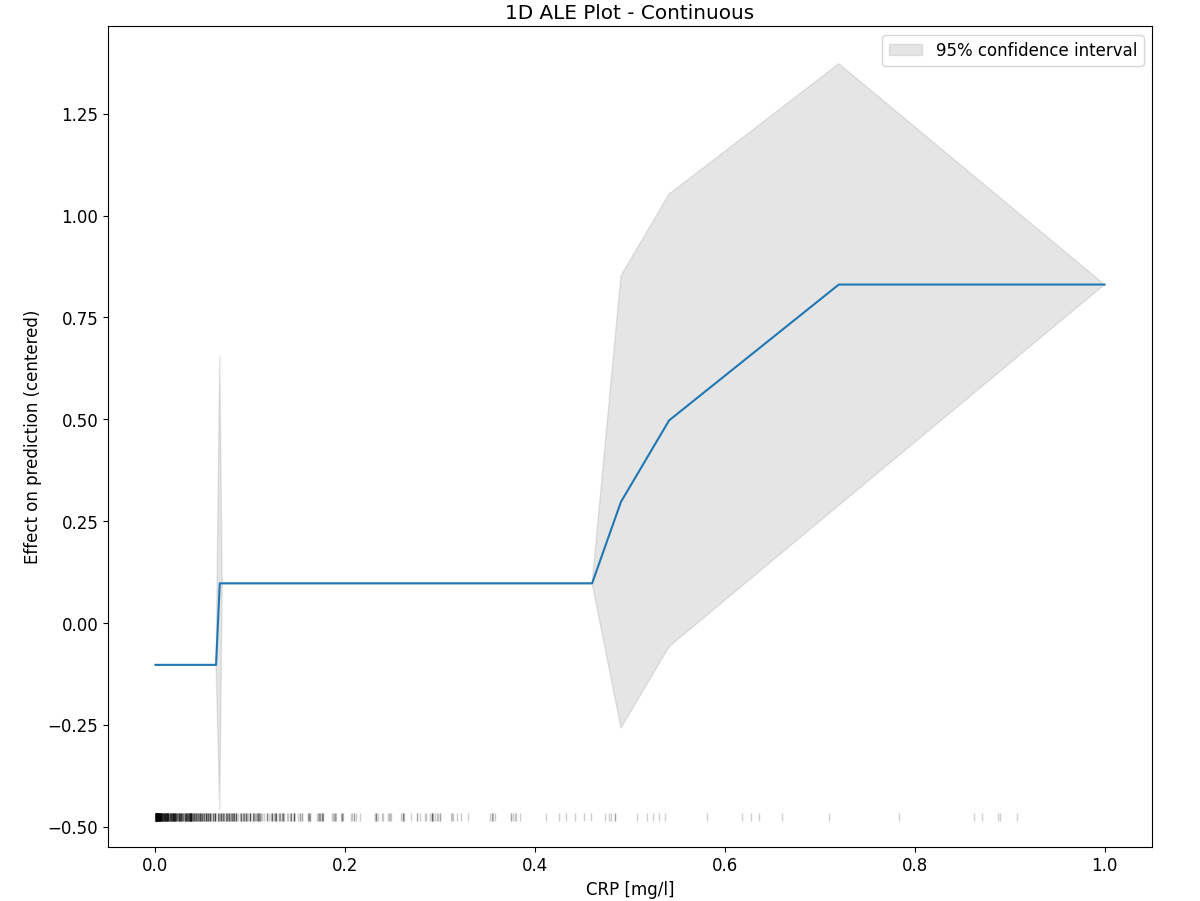 1D ALE Plot - Continuous
95% confidence interval
Effect on prediction (centered)
1.25
1.00
0.75
0.50
0.25
0.00
−0.25
−0.50
0.0 0.2 0.4 0.6 0.8 1.0
CRP [mg/l]